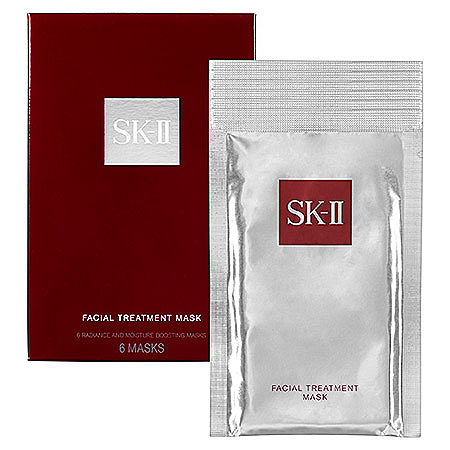 SK-II
FACIAL TREATMENT MASK
6 RADIANCE AND MOISTURE BOOSTING MASKS
6 MASKS
SK-II
FACIAL TREATMENT
MASK